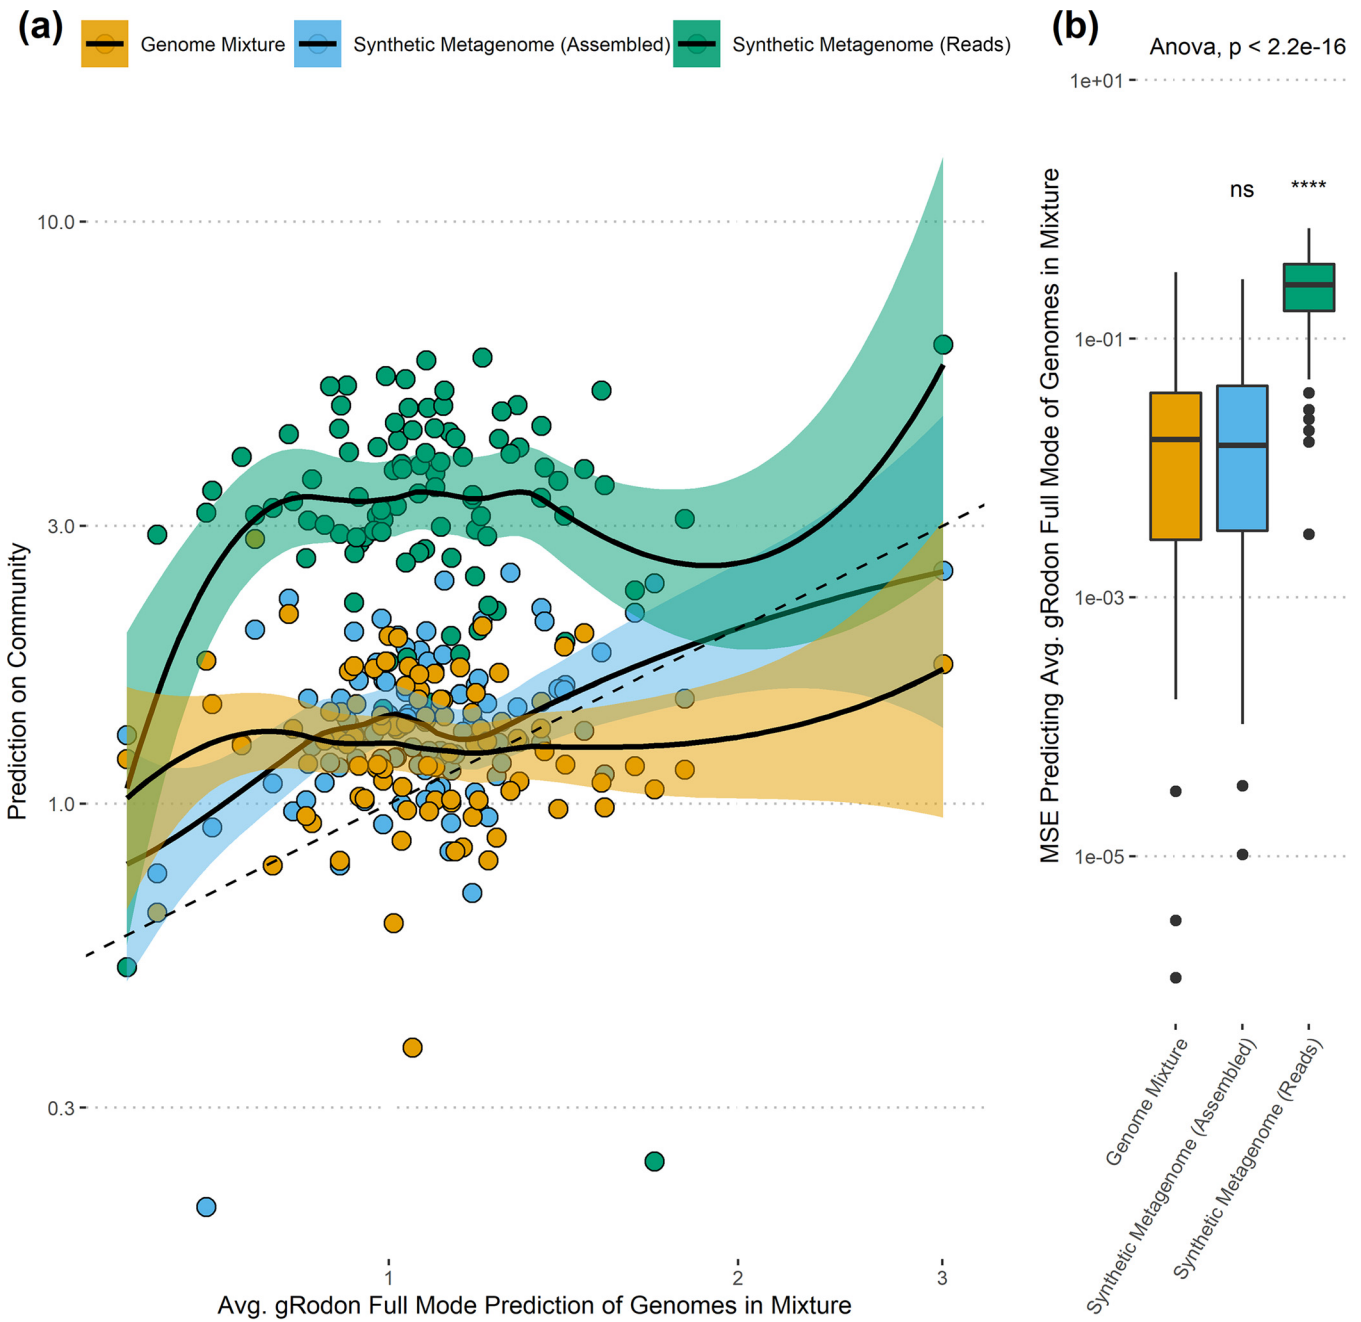 (a)
Genome Mixture
Synthetic Metagenome (Assembled)
Synthetic Metagenome (Reads)
Prediction on Community
10.0
3.0
1.0
0.3
1
2
3
Avg. gRodon Full Mode Prediction of Genomes in Mixture
(b)
Anova, p < 2.2e-16
MSE Predicting Avg. gRodon Full Mode of Genomes in Mixture
1e+01
1e-01
1e-03
1e-05
ns
****
Genome Mixture
Synthetic Metagenome (Assembled)
Synthetic Metagenome (Reads)